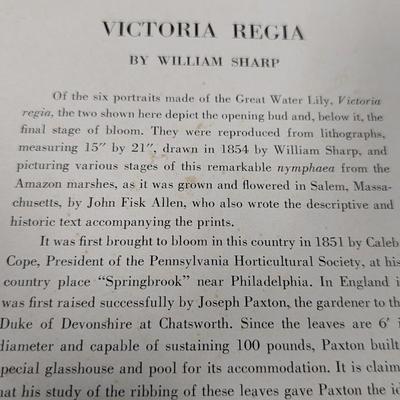 VICTORIA REGIA
BY WILLIAM SHARP
Of the six portraits made of the Great Water Lily, Victoria
regia, the two shown here depict the opening bud and, below it, the
final stage of bloom. They were reproduced from lithographs,
measuring 15″ by 21″, drawn in 1854 by William Sharp, and
picturing various stages of this remarkable nymphaea from the
Amazon marshes, as it was grown and flowered in Salem, Massa-
chusetts, by John Fisk Allen, who also wrote the descriptive and
historic text accompanying the prints.
It was first brought to bloom in this country in 1851 by Caleb
Cope, President of the Pennsylvania Horticultural Society, at his
country place “Springbrook” near Philadelphia. In England i
was first raised successfully by Joseph Paxton, the gardener to th
Duke of Devonshire at Chatsworth. Since the leaves are 6′ i
diameter and capable of sustaining 100 pounds, Paxton built
pecial glasshouse and pool for its accommodation. It is claim
hat his study of the ribbing of these leaves gave Paxton the id